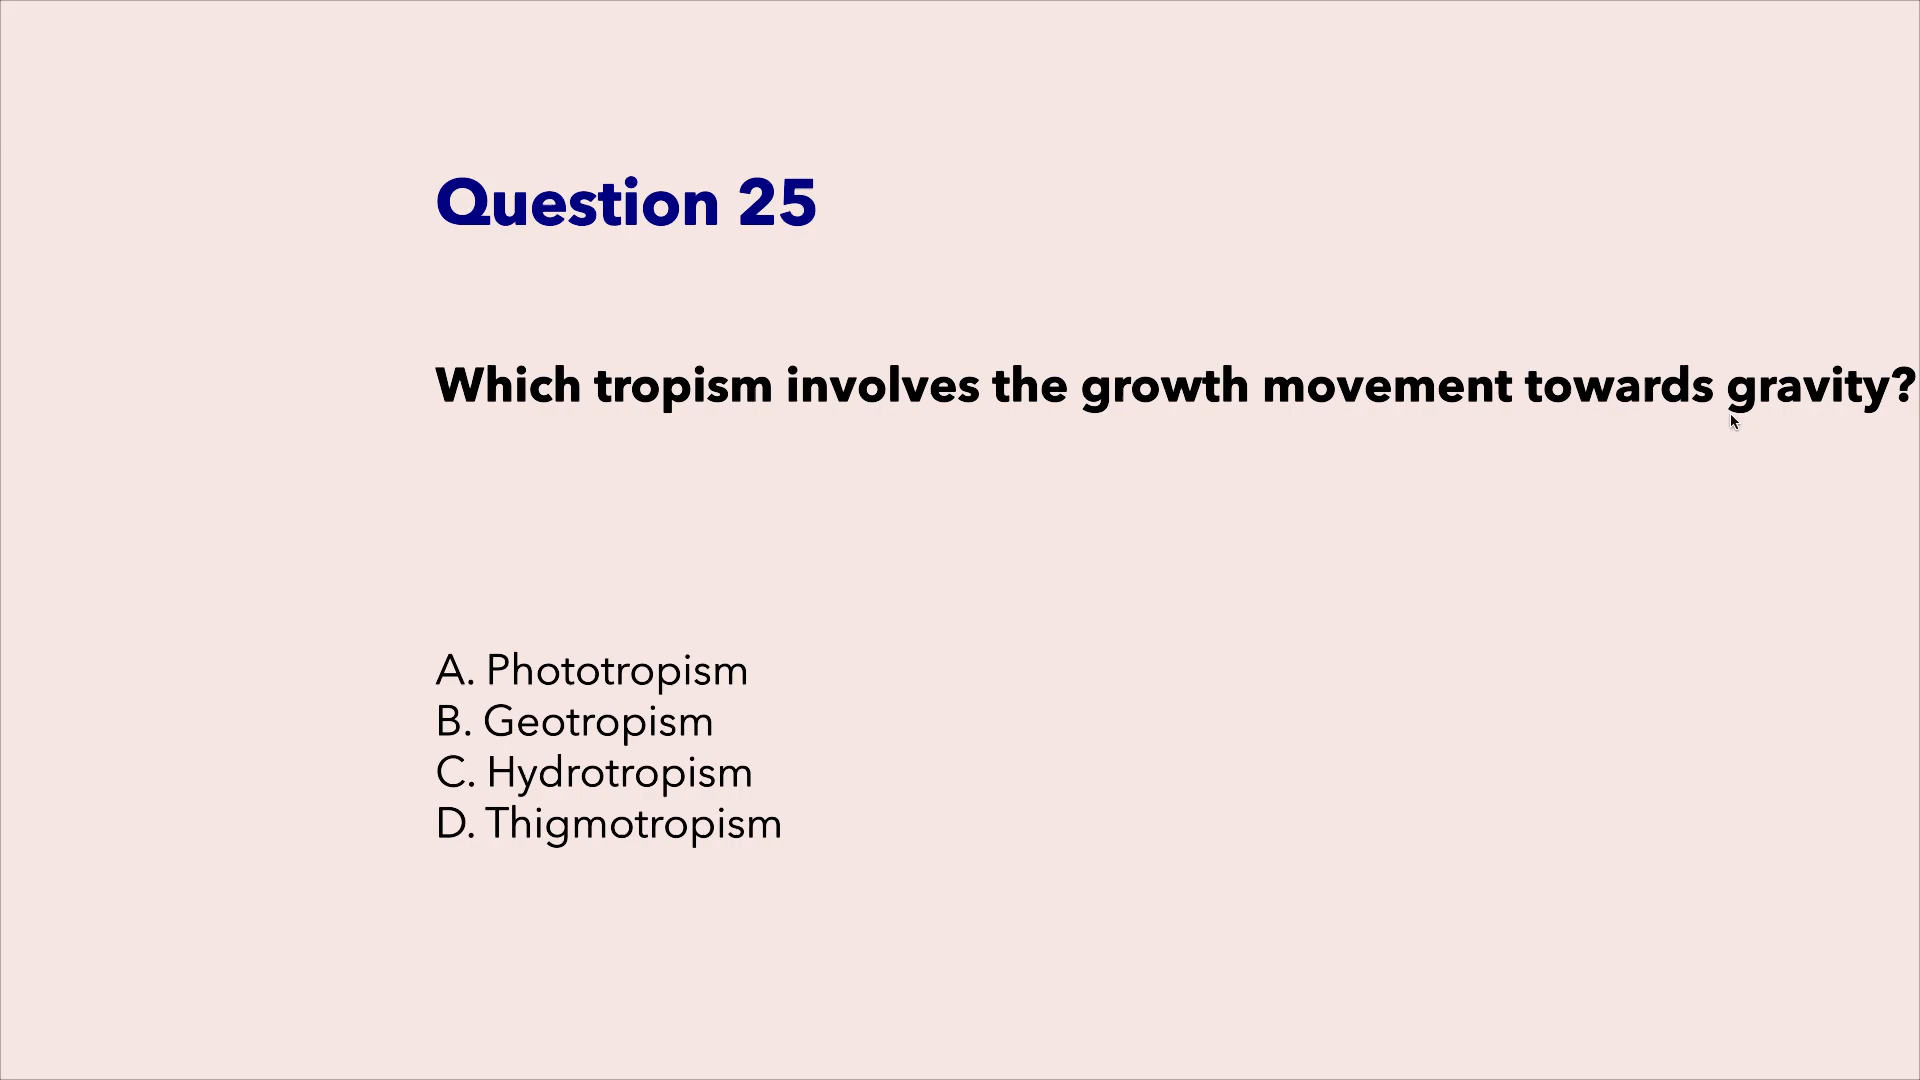 Question 25
Which tropism involves the growth movement towards gravity?
A. Phototropism
B. Geotropism
C. Hydrotropism
D. Thigmotropism